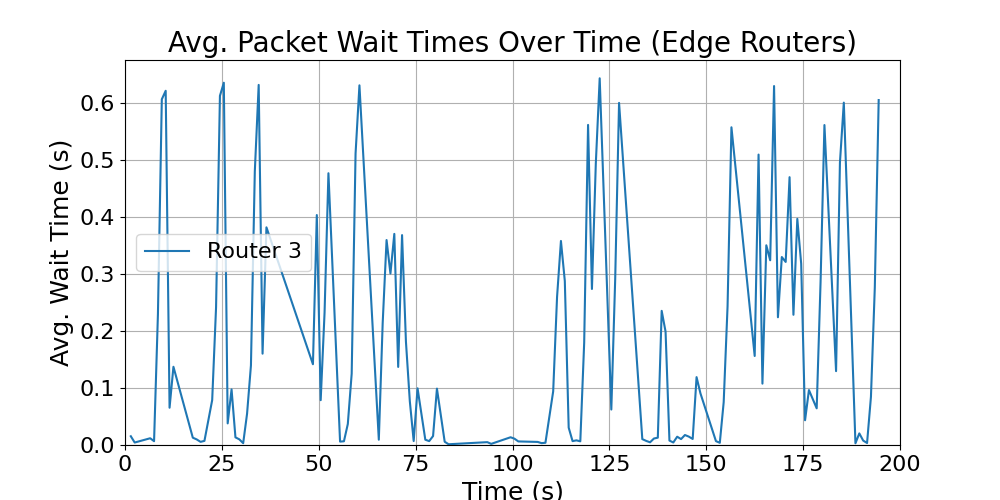 Avg. Packet Wait Times Over Time (Edge Routers)
Avg. Wait Time (s)
0.6
0.5
0.4
0.3
0.2
0.1
0.0
Router 3
0 25 50 75 100 125 150 175 200
Time (s)